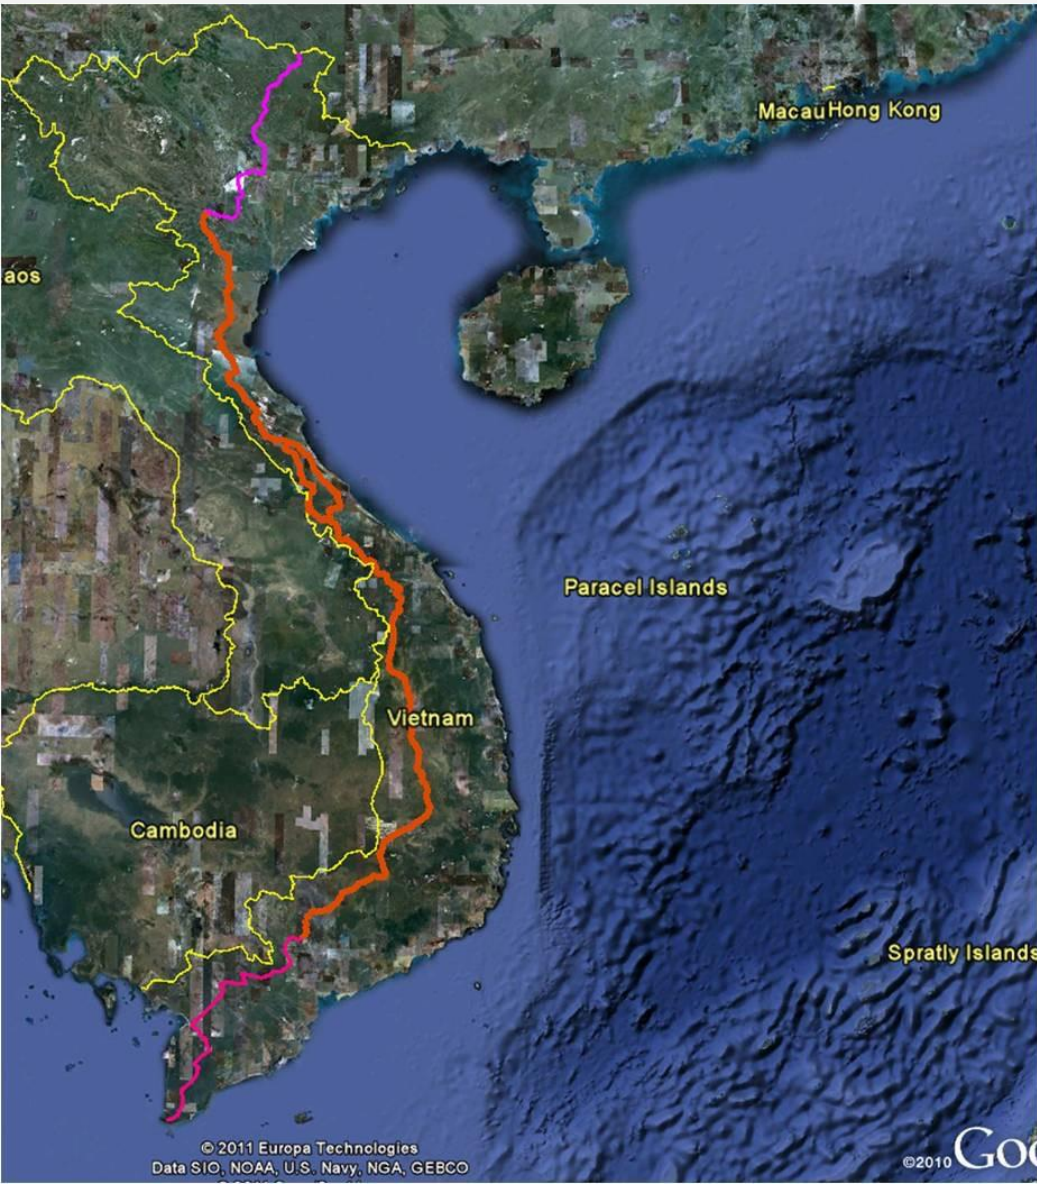 Macau Hong Kong
aos
Paracel Islands
Vietnam
Cambodia
Spratly Islands
© 2011 Europa Technologies
Data SIO, NOAA, U.S. Navy, NGA, GEBCO
©2010 Goo